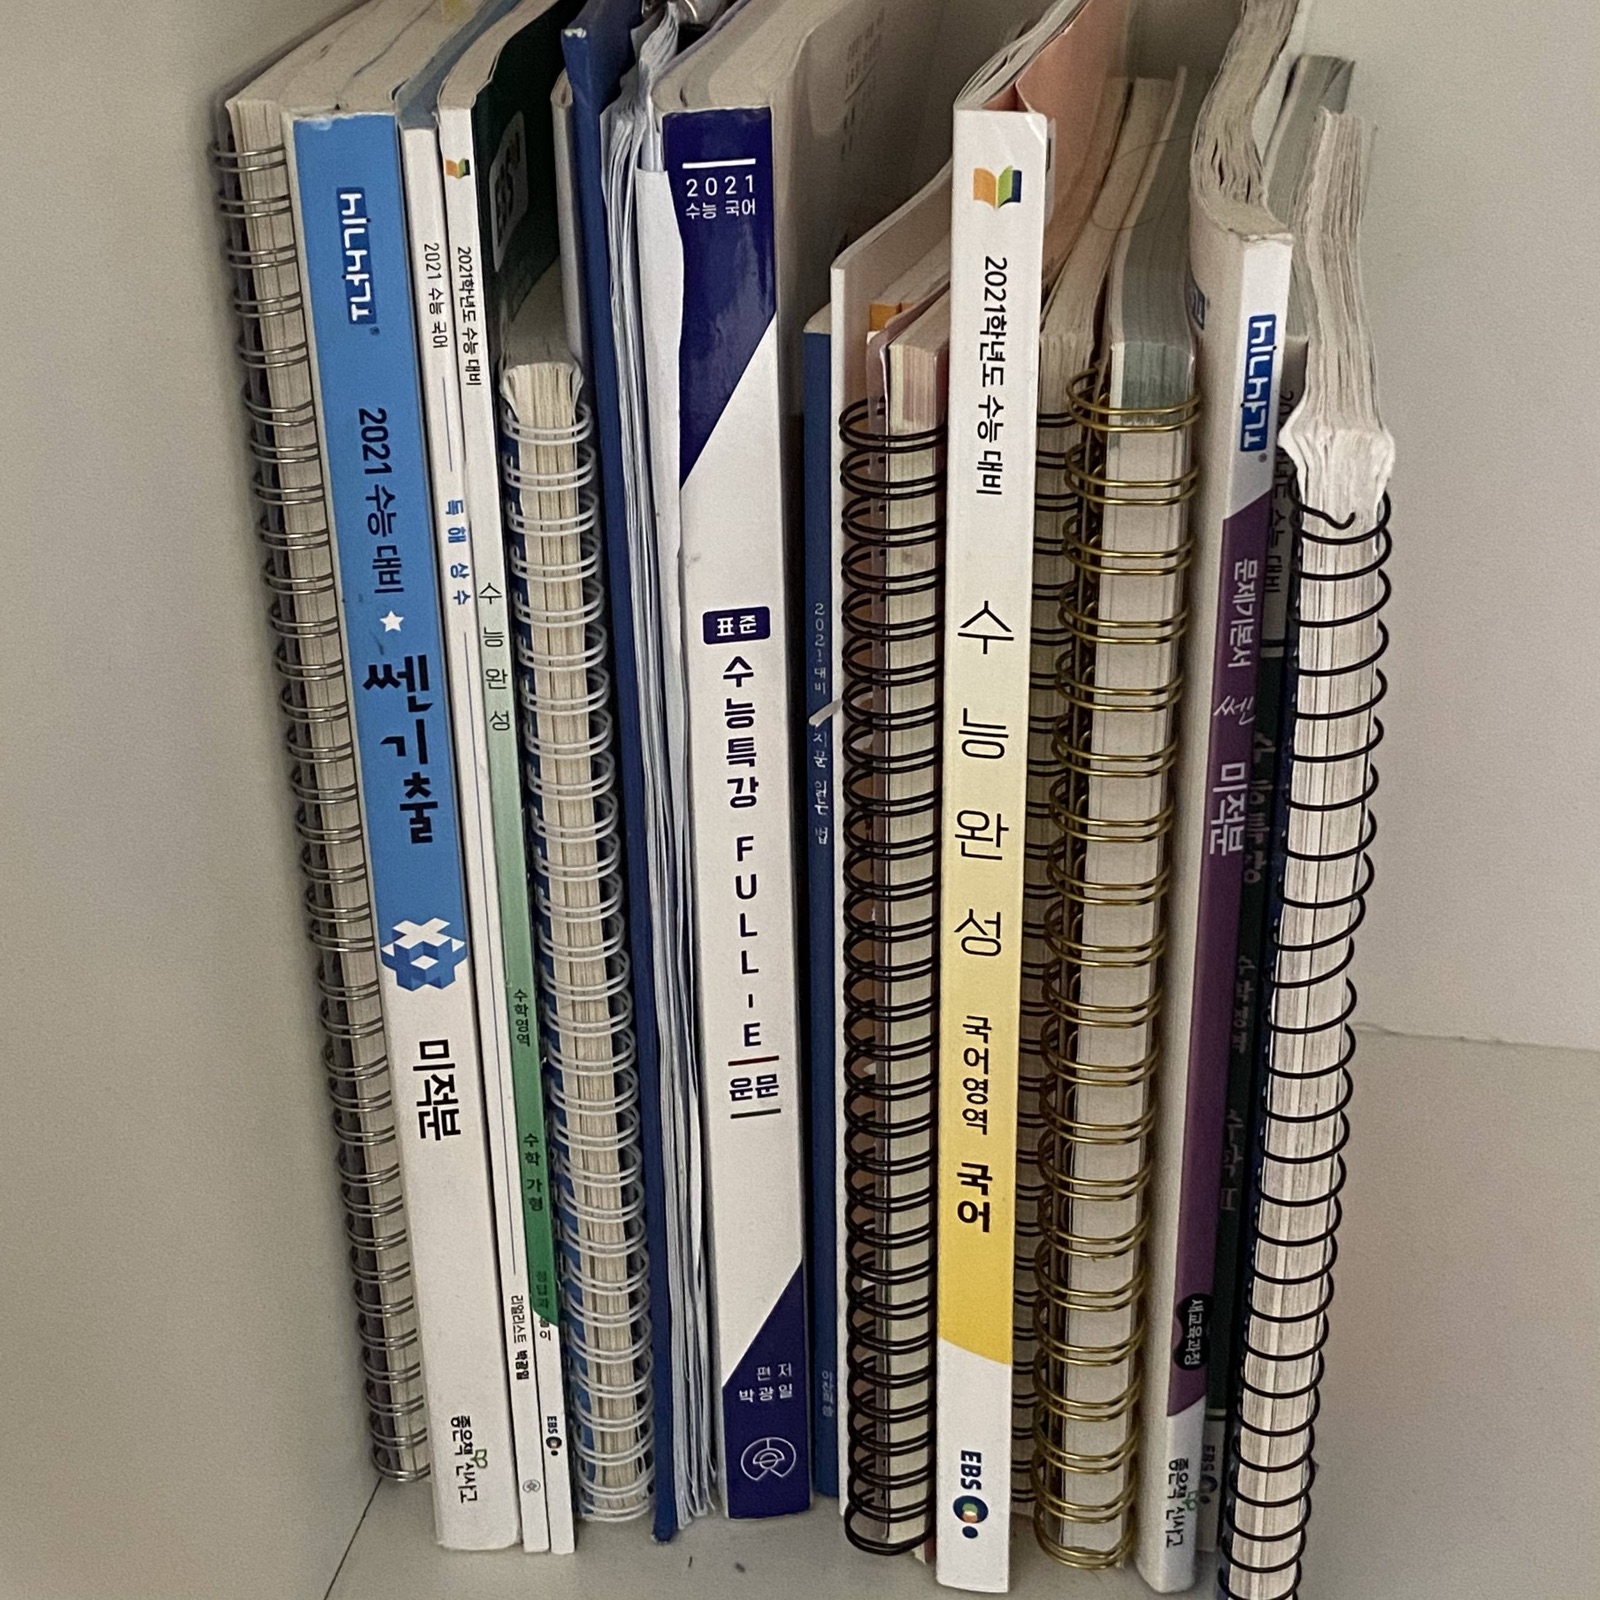 2021 수능 대비
쎈 기출
미적분
좋은책 신사고
2021 수능 국어
독해 상수
리얼리스트 박광일
2021학년도 수능 대비
수능완성
수학영역
수학 가형
EBS
2021
수능 국어
표준
수능특강
FULL-E
운문
편저
박광일
2021 대비
2021학년도 수능 대비
수능완성
국어영역
국어
EBS
문제기본서 쎈 미적분
새교육과정
좋은책 신사고
EBS